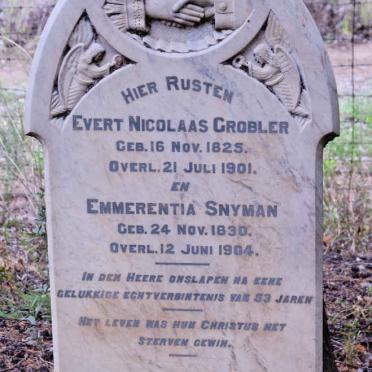 HIER RUSTEN
EVERT NICOLAAS GROBLER
GEB. 16 NOV. 1825.
OVERL. 21 JULI 1901.
EN
EMMERENTIA SNYMAN
GEB. 24 NOV. 1830.
OVERL. 12 JUNI 1904.
IN DEN HEERE ONSLAPEN NA EENE
GELUKKIGE ECHTVERBINTENIS VAN 53 JAREN
HET LEVEN WAS HUN CHRISTUS HET
STERVEN GEWIN.